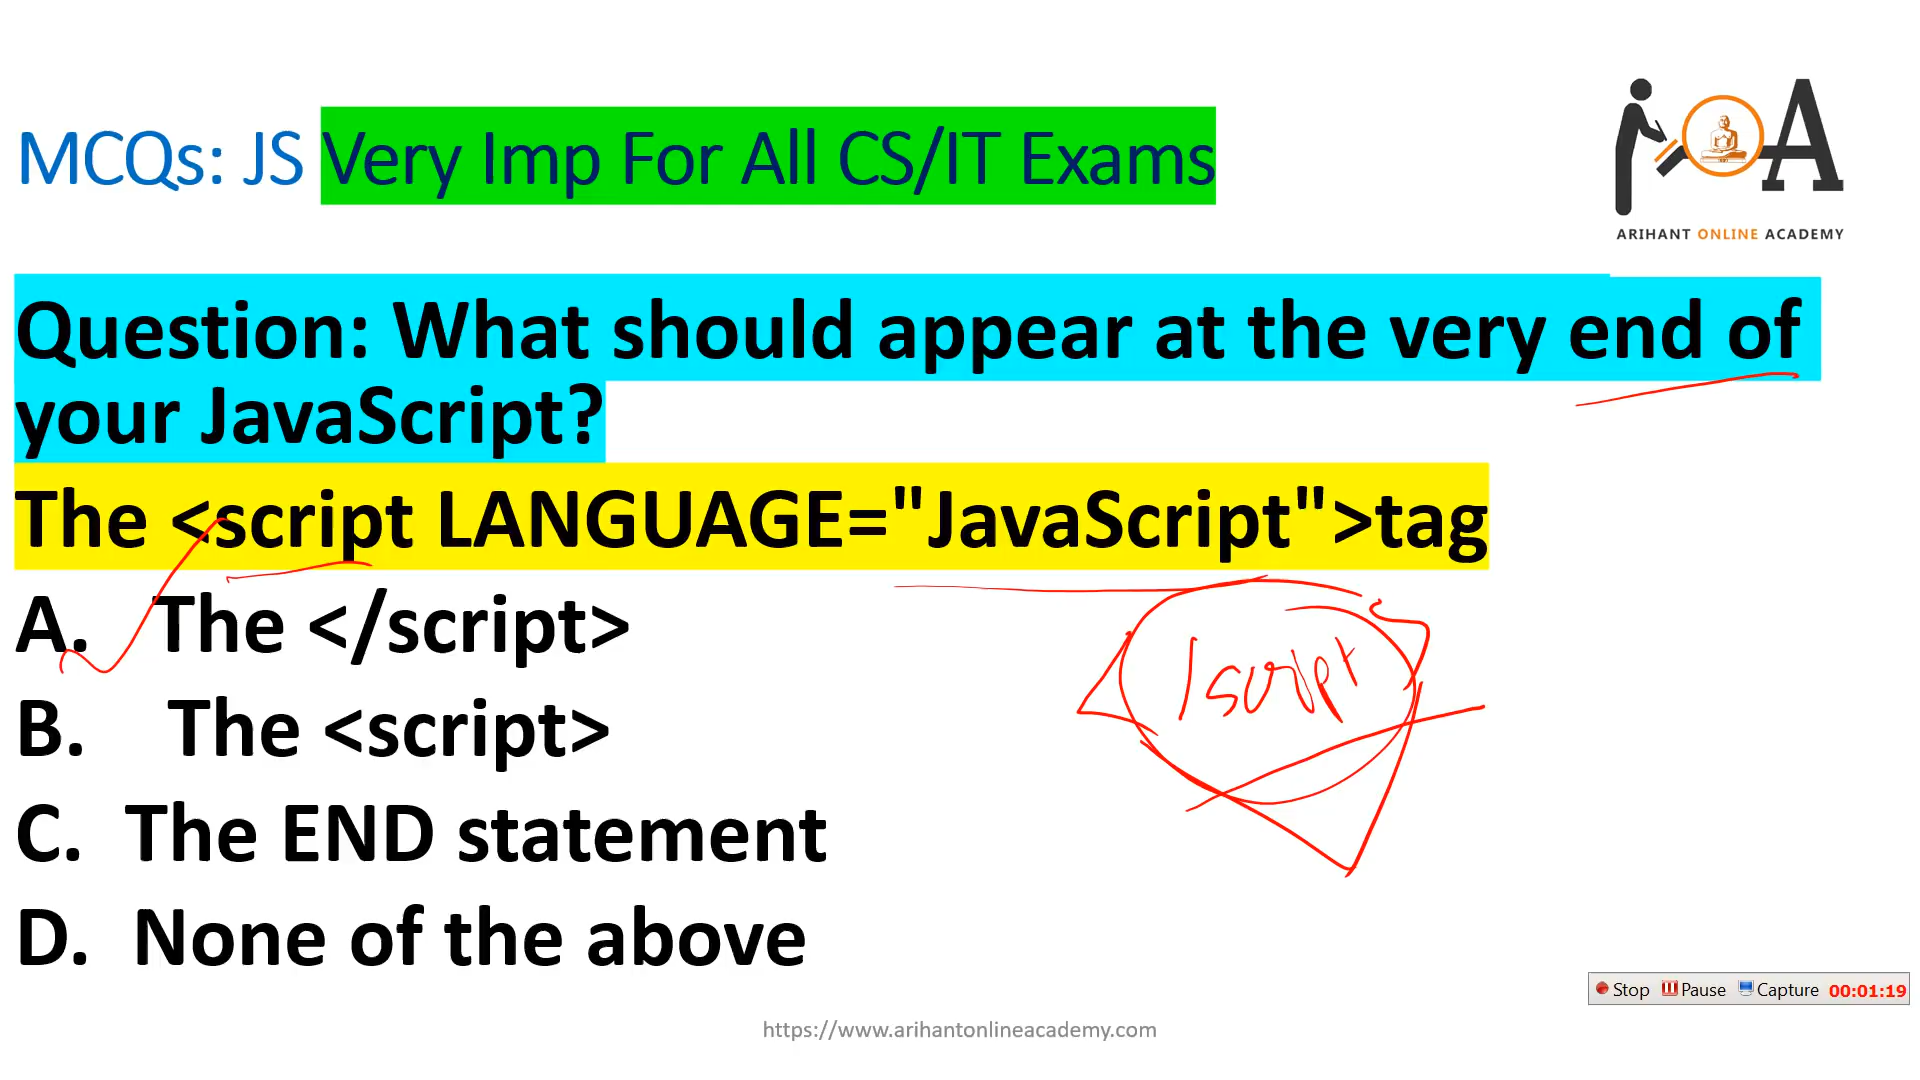 MCQs: JS Very Imp For All CS/IT Exams
A
ARIHANT ONLINE ACADEMY
Question: What should appear at the very end of
your JavaScript?
The <script LANGUAGE="JavaScript">tag
A. The </script>
/script
B. The <script>
C. The END statement
D. None of the above
Stop Pause Capture 00:01:19
https://www.arihantonlineacademy.com